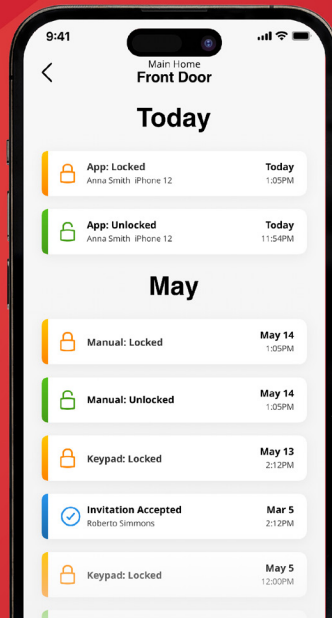 9:41
Main Home
Front Door
Today
App: Locked Today
Anna Smith iPhone 12 1:05PM
App: Unlocked Today
Anna Smith iPhone 12 11:54PM
May
Manual: Locked May 14
1:05PM
Manual: Unlocked May 14
1:05PM
Keypad: Locked May 13
2:12PM
Invitation Accepted Mar 5
Roberto Simmons 2:12PM
Keypad: Locked May 5
12:00PM